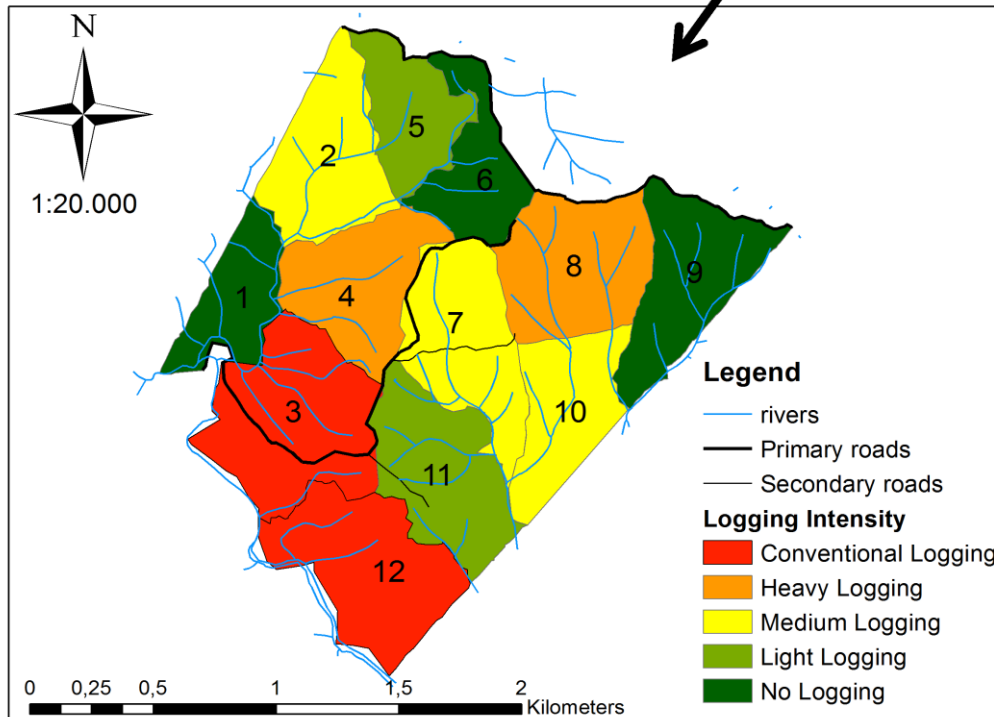 N
1:20.000
5
2
6
8
9
1
4
7
3
10
11
12
Legend
rivers
Primary roads
Secondary roads
Logging Intensity
Conventional Logging
Heavy Logging
Medium Logging
Light Logging
No Logging
0 0,25 0,5 1 1,5 2
Kilometers